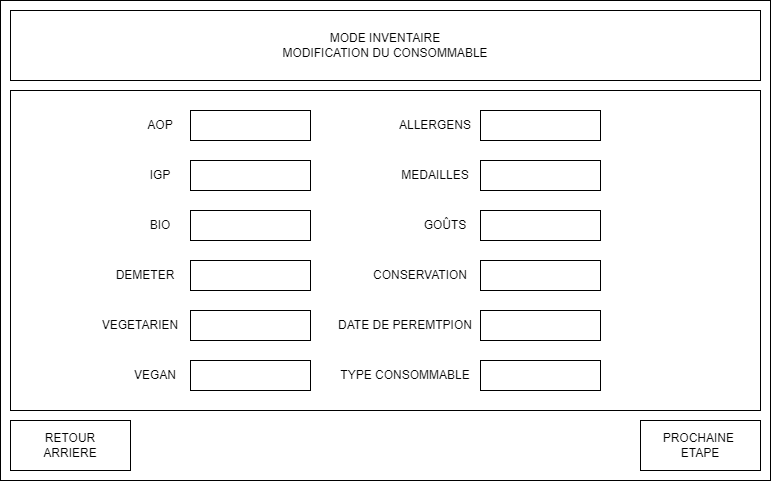 MODE INVENTAIRE
MODIFICATION DU CONSOMMABLE
AOP
ALLERGENS
IGP
MEDAILLES
BIO
GOÛTS
DEMETER
CONSERVATION
VEGETARIEN
DATE DE PEREMTPION
VEGAN
TYPE CONSOMMABLE
RETOUR
ARRIERE
PROCHAINE
ETAPE